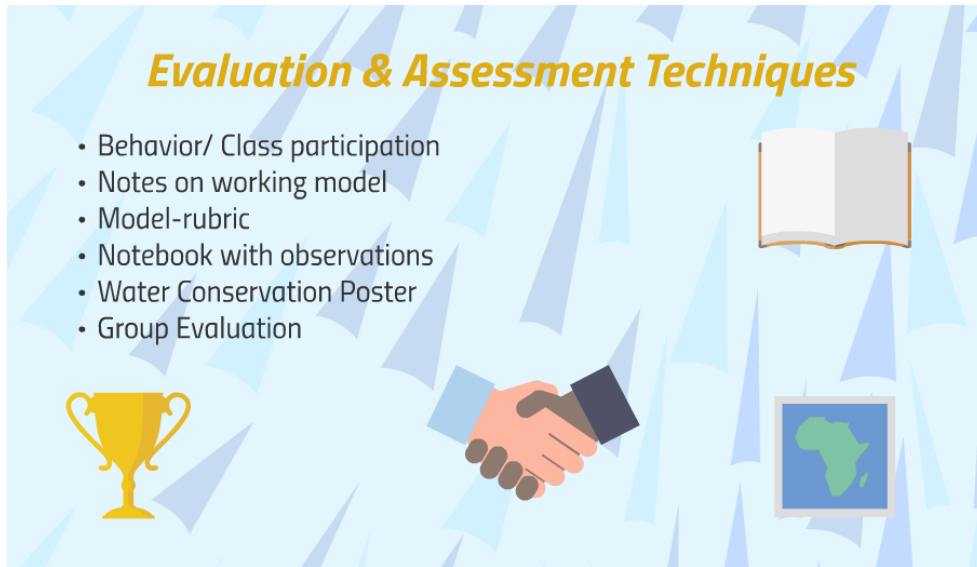 Evaluation & Assessment Techniques
• Behavior/ Class participation
• Notes on working model
• Model-rubric
• Notebook with observations
• Water Conservation Poster
• Group Evaluation